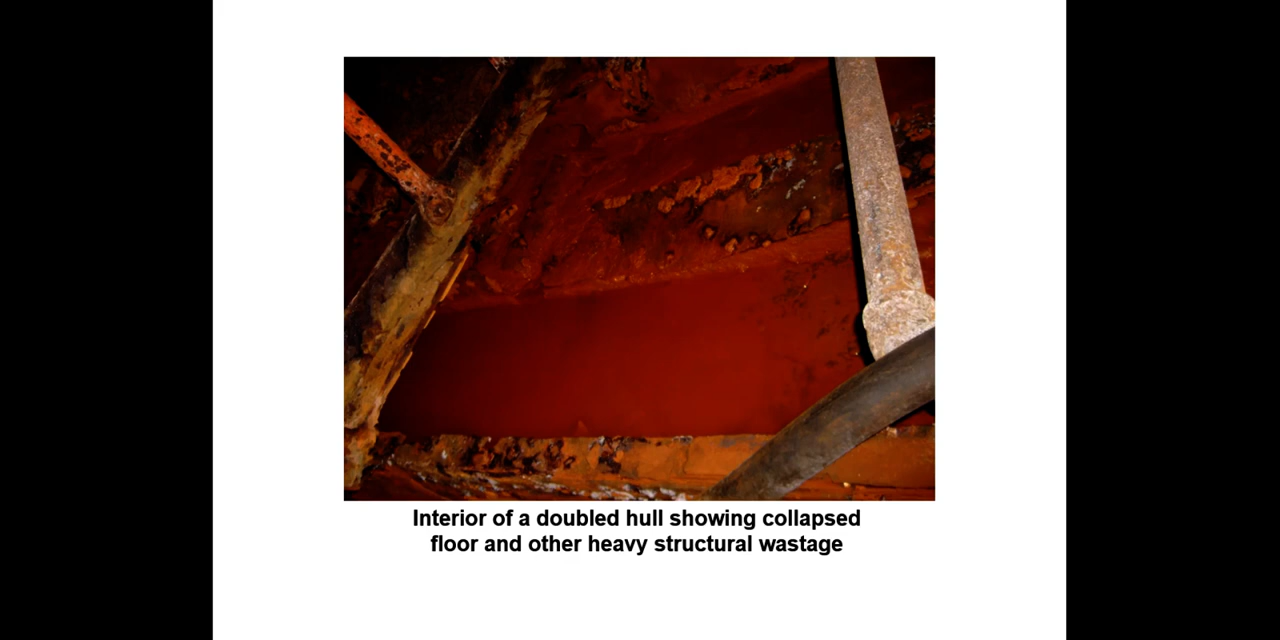 Interior of a doubled hull showing collapsed
floor and other heavy structural wastage